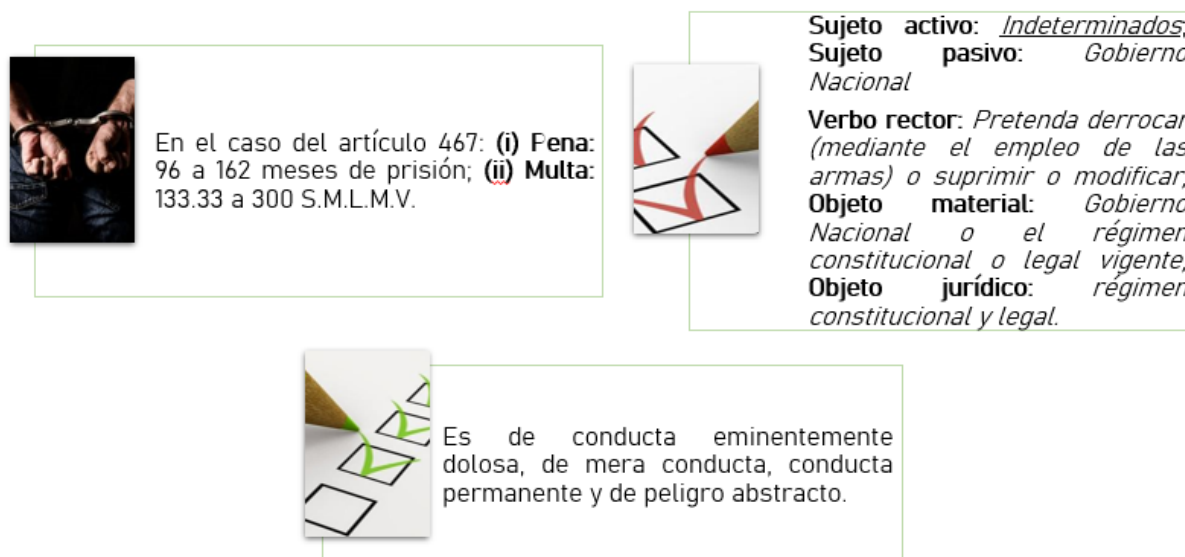 En el caso del artículo 467: (i) Pena:
96 a 162 meses de prisión; (ii) Multa:
133.33 a 300 S.M.L.M.V.
Sujeto activo: Indeterminados;
Sujeto pasivo: Gobierno
Nacional
Verbo rector: Pretenda derrocar
(mediante el empleo de las
armas) o suprimir o modificar;
Objeto material: Gobierno
Nacional o el régimen
constitucional o legal vigente;
Objeto jurídico: régimen
constitucional y legal.
Es de conducta eminentemente
dolosa, de mera conducta, conducta
permanente y de peligro abstracto.